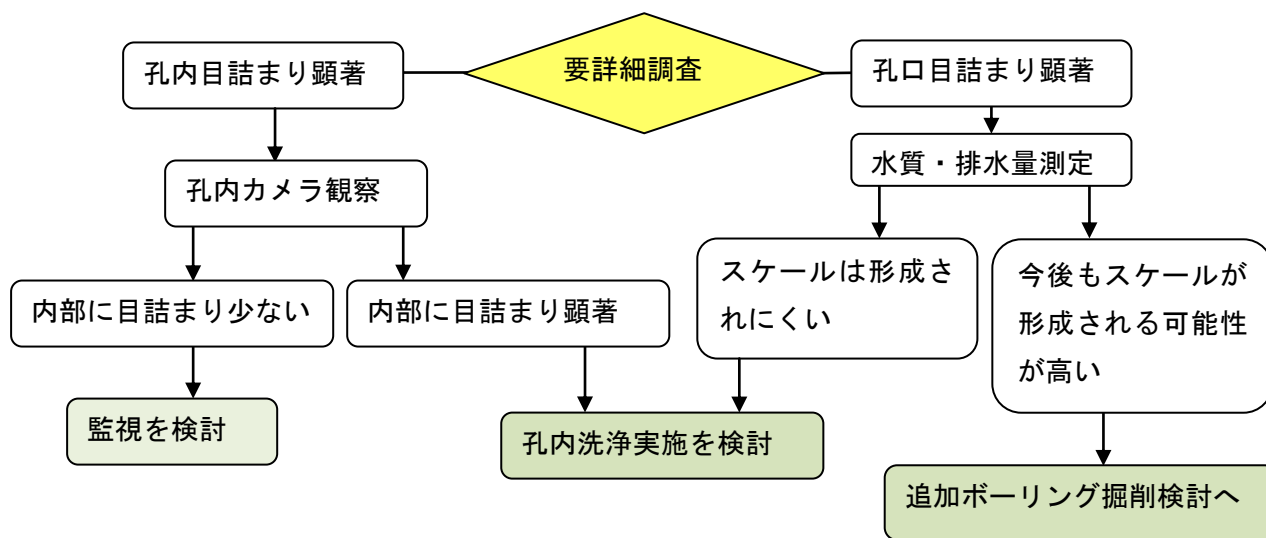 要詳細調査
孔内目詰まり顕著
孔口目詰まり顕著
水質・排水量測定
孔内カメラ観察
スケールは形成さ
れにくい
今後もスケールが
形成される可能性
が高い
内部に目詰まり少ない
内部に目詰まり顕著
監視を検討
孔内洗浄実施を検討
追加ボーリング掘削検討へ